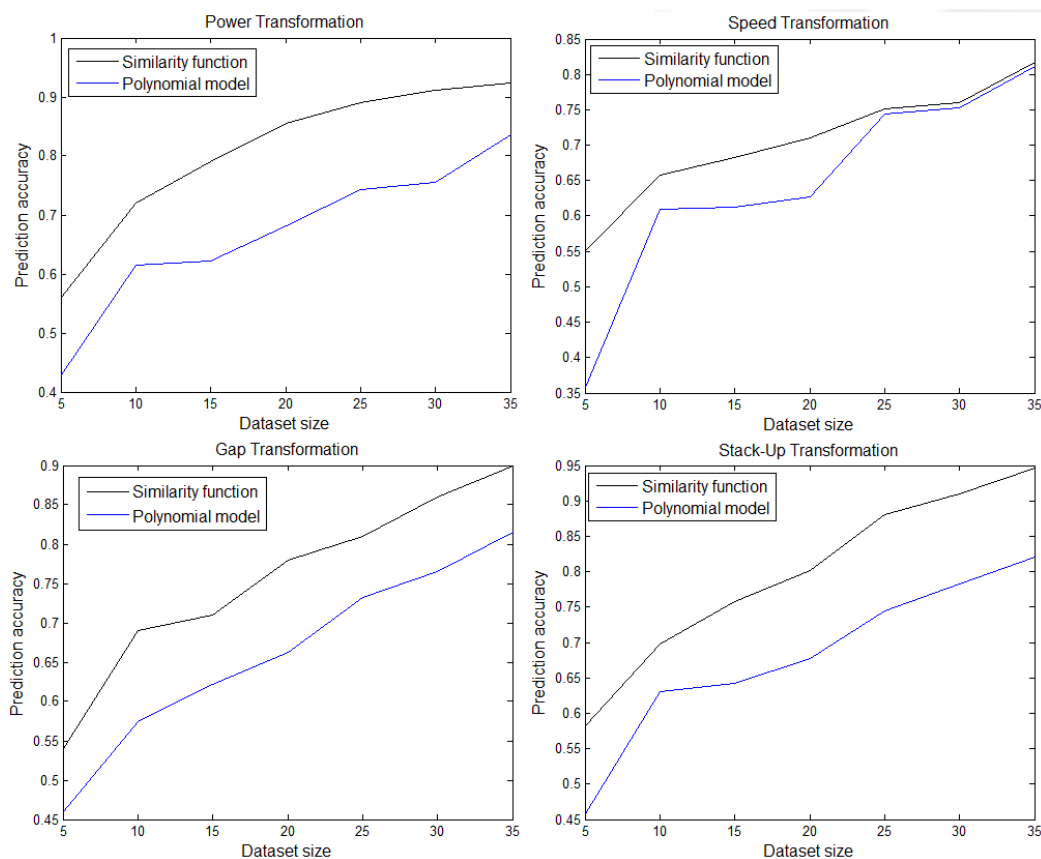 Power Transformation
1
Similarity function
Polynomial model
0.9
0.8
0.7
0.6
0.5
0.4
Prediction accuracy
5 10 15 20 25 30 35
Dataset size
Speed Transformation
0.85
Similarity function
Polynomial model
0.8
0.75
0.7
0.65
0.6
0.55
0.5
0.45
0.4
0.35
Prediction accuracy
5 10 15 20 25 30 35
Dataset size
Gap Transformation
0.9
Similarity function
Polynomial model
0.85
0.8
0.75
0.7
0.65
0.6
0.55
0.5
0.45
Prediction accuracy
5 10 15 20 25 30 35
Dataset size
Stack-Up Transformation
0.95
Similarity function
Polynomial model
0.9
0.85
0.8
0.75
0.7
0.65
0.6
0.55
0.5
0.45
Prediction accuracy
5 10 15 20 25 30 35
Dataset size